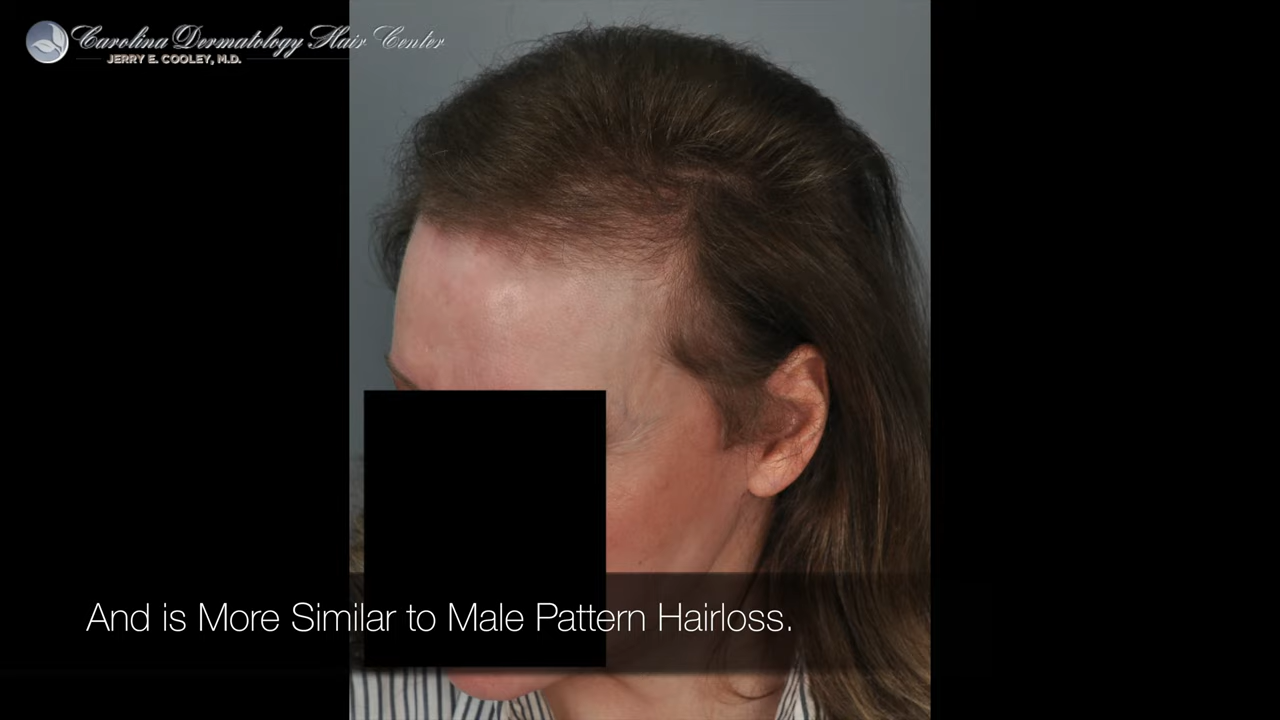 Carolina Dermatology Hair Center
JERRY E. COOLEY, M.D.
And is More Similar to Male Pattern Hairloss.